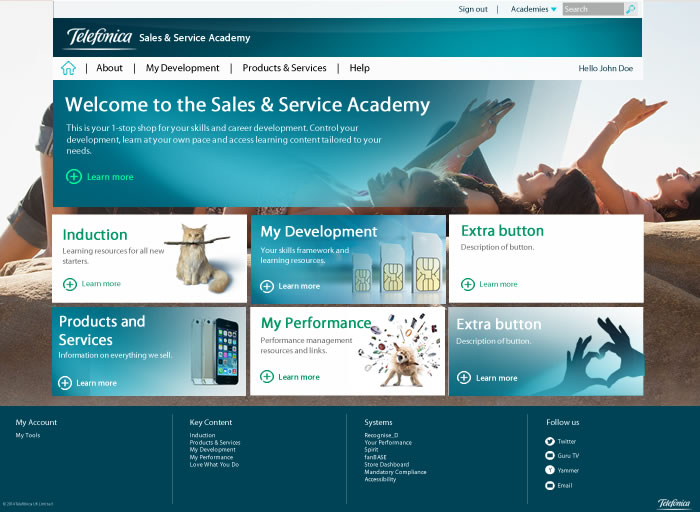 Sign out | Academies Search
Telefónica Sales & Service Academy
About | My Development | Products & Services | Help Hello John Doe
Welcome to the Sales & Service Academy
This is your 1-stop shop for your skills and career development. Control your
development, learn at your own pace and access learning content tailored to your
needs.
Learn more
Induction
Learning resources for all new
starters.
Learn more
My Development
Your skills framework and
learning resources.
Learn more
Extra button
Description of button.
Learn more
Products and
Services
Information on everything we sell.
Learn more
My Performance
Performance management
resources and links.
Learn more
Extra button
Description of button.
Learn more
My Account
My Tools
Key Content
Induction
Products & Services
My Development
My Performance
Love What You Do
Systems
Recognise_D
Your Performance
Spirit
fanBASE
Store Dashboard
Mandatory Compliance
Accessibility
Follow us
Twitter
Guru TV
Yammer
Email
© 2014 Telefónica UK Limited
Telefónica